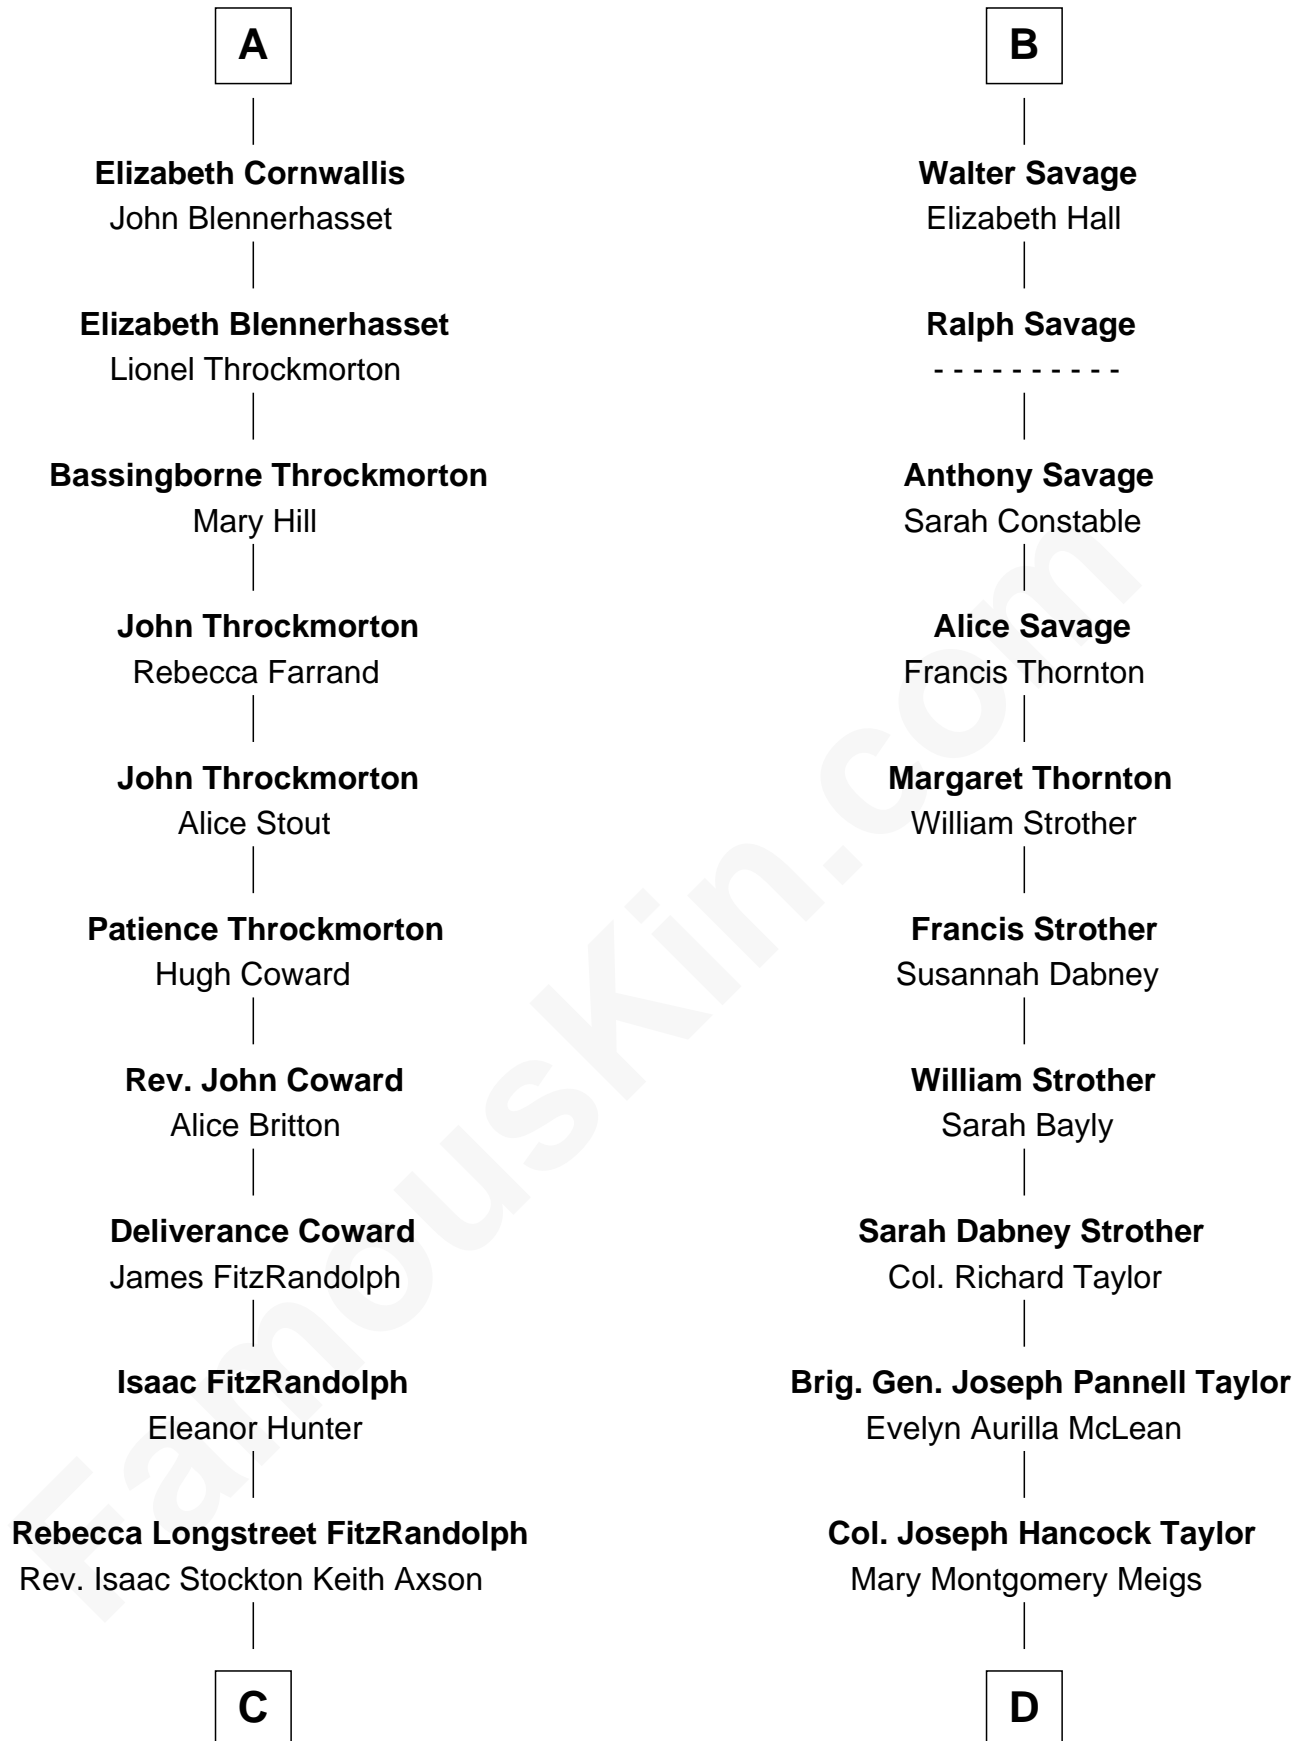 A
Elizabeth Cornwallis
John Blennerhasset
Elizabeth Blennerhasset
Lionel Throckmorton
Bassingborne Throckmorton
Mary Hill
John Throckmorton
Rebecca Farrand
John Throckmorton
Alice Stout
Patience Throckmorton
Hugh Coward
Rev. John Coward
Alice Britton
Deliverance Coward
James FitzRandolph
Isaac FitzRandolph
Eleanor Hunter
Rebecca Longstreet FitzRandolph
Rev. Isaac Stockton Keith Axson
C
B
Walter Savage
Elizabeth Hall
Ralph Savage
- - - - - - - - - -
Anthony Savage
Sarah Constable
Alice Savage
Francis Thornton
Margaret Thornton
William Strother
Francis Strother
Susannah Dabney
William Strother
Sarah Bayly
Sarah Dabney Strother
Col. Richard Taylor
Brig. Gen. Joseph Pannell Taylor
Evelyn Aurilla McLean
Col. Joseph Hancock Taylor
Mary Montgomery Meigs
D
FamousKin.com